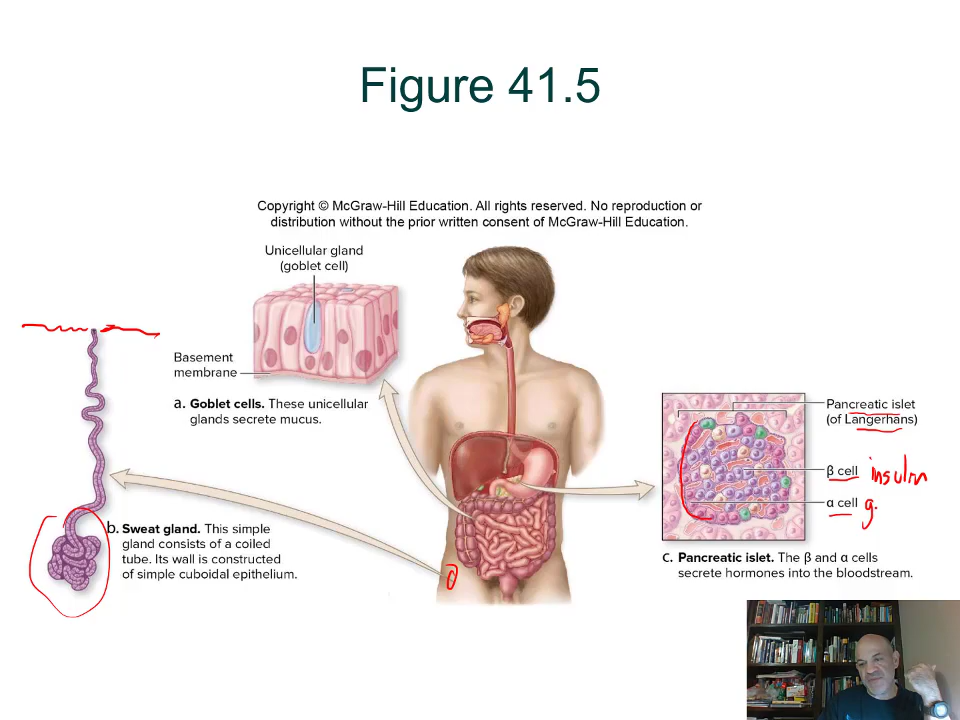 Figure 41.5
Copyright © McGraw-Hill Education. All rights reserved. No reproduction or
distribution without the prior written consent of McGraw-Hill Education.
Unicellular gland
(goblet cell)
Basement
membrane
a. Goblet cells. These unicellular
glands secrete mucus.
b. Sweat gland. This simple
gland consists of a coiled
tube. Its wall is constructed
of simple cuboidal epithelium.
Pancreatic islet
(of Langerhans)
β cell insulin
α cell g.
c. Pancreatic islet. The β and α cells
secrete hormones into the bloodstream.